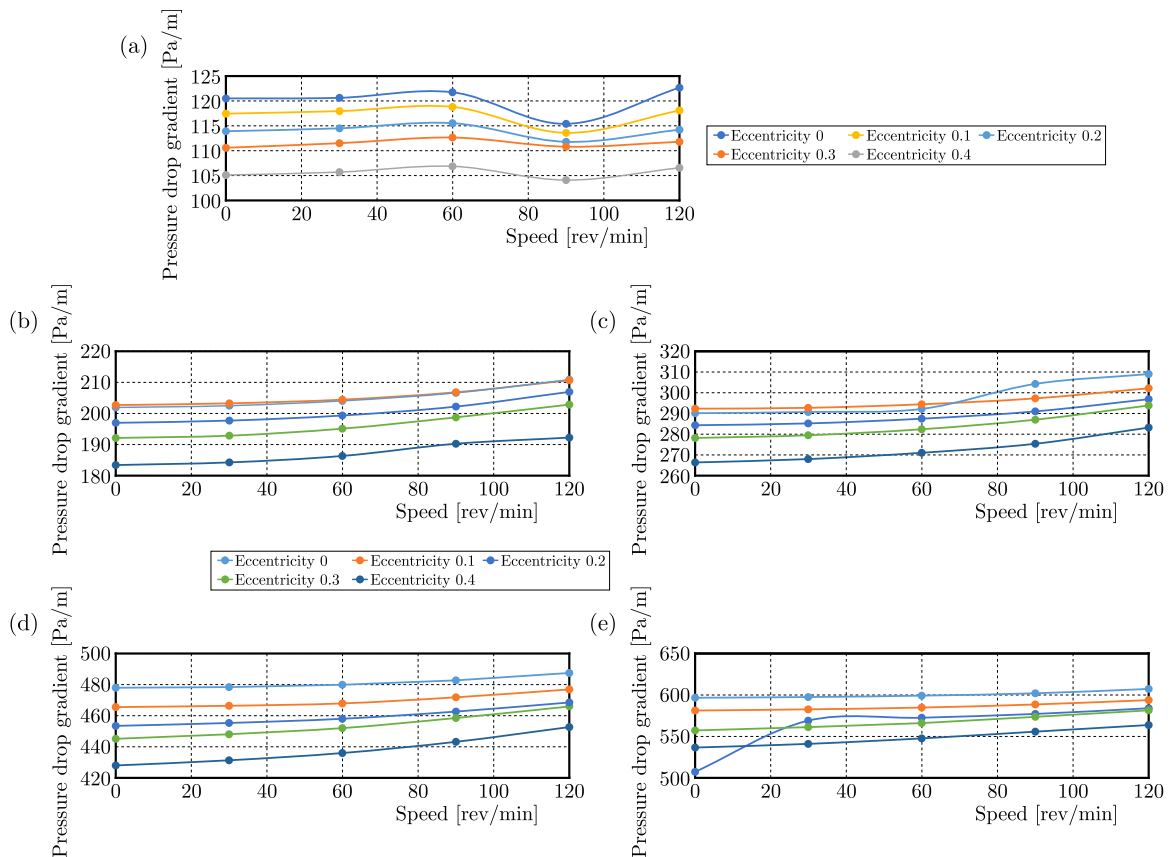 (a)
Pressure drop gradient [Pa/m]
125
120
115
110
105
100
0 20 40 60 80 100 120
Speed [rev/min]
Eccentricity 0 Eccentricity 0.1 Eccentricity 0.2
Eccentricity 0.3 Eccentricity 0.4
(b)
Pressure drop gradient [Pa/m]
220
210
200
190
180
0 20 40 60 80 100 120
Speed [rev/min]
(c)
Pressure drop gradient [Pa/m]
320
310
300
290
280
270
260
0 20 40 60 80 100 120
Speed [rev/min]
Eccentricity 0 Eccentricity 0.1 Eccentricity 0.2
Eccentricity 0.3 Eccentricity 0.4
(d)
Pressure drop gradient [Pa/m]
500
480
460
440
420
0 20 40 60 80 100 120
Speed [rev/min]
(e)
Pressure drop gradient [Pa/m]
650
600
550
500
0 20 40 60 80 100 120
Speed [rev/min]